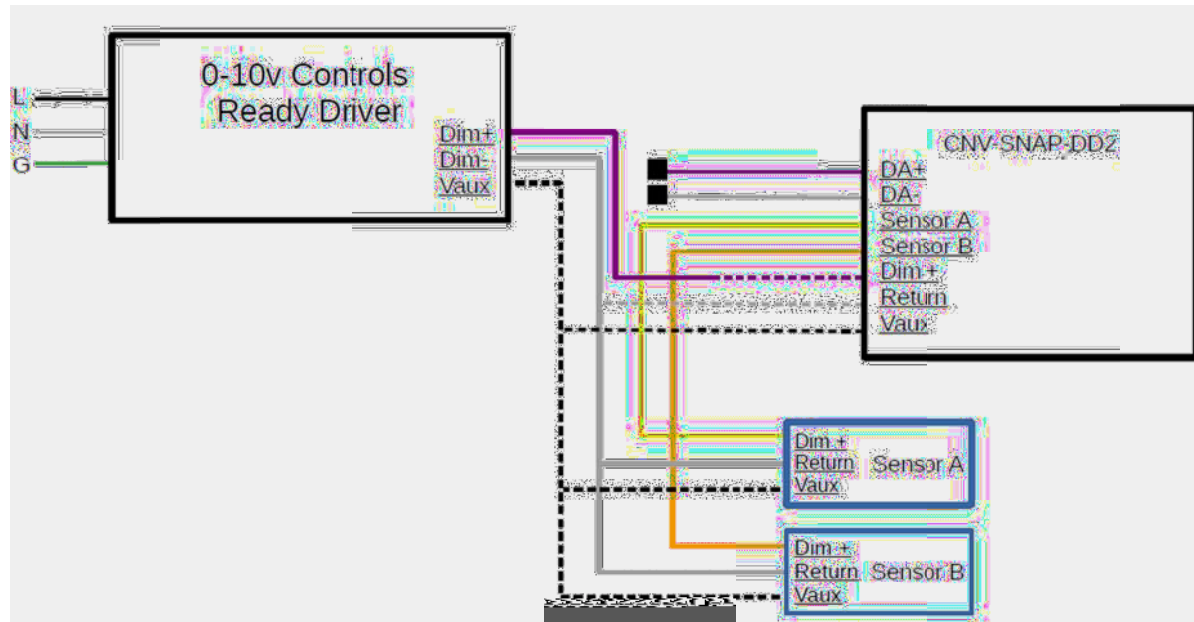 0-10v Controls
Ready Driver
L
N
G
Dim+
Dim-
Vaux
CNV-SNAP-DD2
DA+
DA-
Sensor A
Sensor B
Dim +
Return
Vaux
Dim +
Return
Vaux
Sensor A
Dim +
Return
Vaux
Sensor B